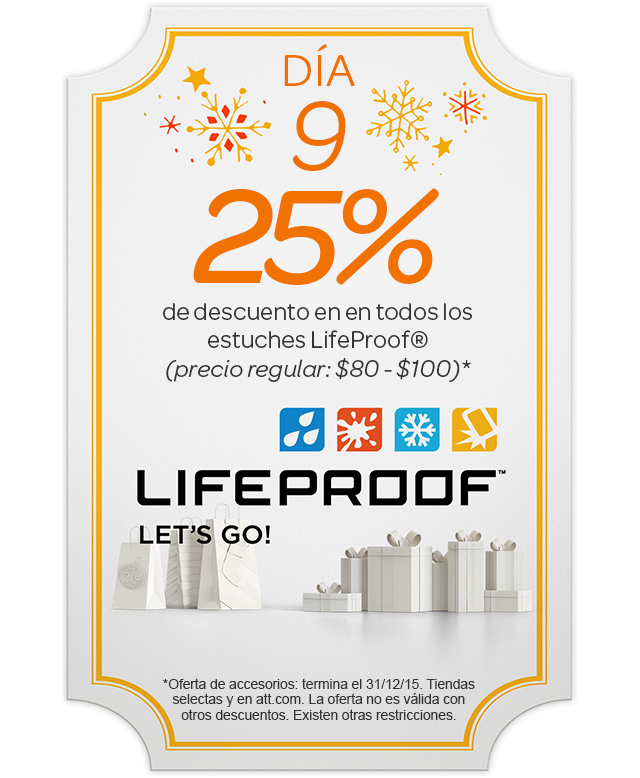 DÍA
9
25%
de descuento en en todos los
estuches LifeProof®
(precio regular: $80 - $100)*
LIFEPROOF™
LET'S GO!
*Oferta de accesorios: termina el 31/12/15. Tiendas
selectas y en att.com. La oferta no es válida con
otros descuentos. Existen otras restricciones.